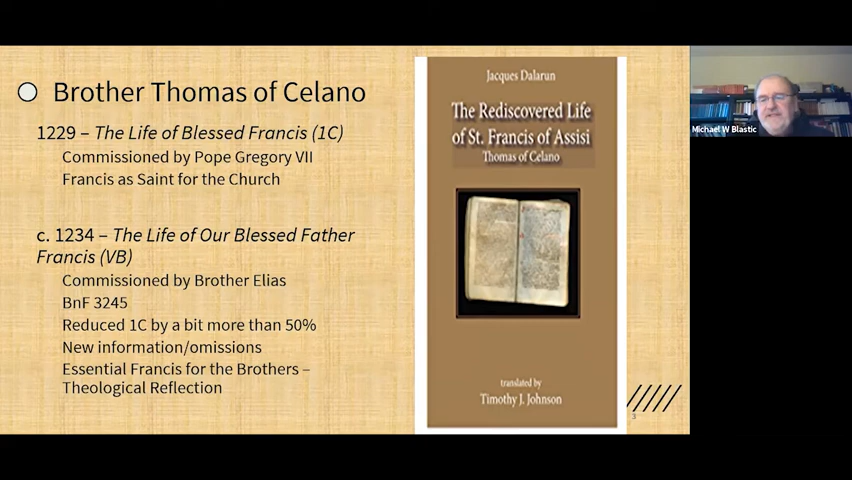 Brother Thomas of Celano
1229 – The Life of Blessed Francis (1C)
Commissioned by Pope Gregory VII
Francis as Saint for the Church
c. 1234 – The Life of Our Blessed Father
Francis (VB)
Commissioned by Brother Elias
BnF 3245
Reduced 1C by a bit more than 50%
New information/omissions
Essential Francis for the Brothers –
Theological Reflection
Jacques Dalarun
The Rediscovered Life
of St. Francis of Assisi
Thomas of Celano
translated by
Timothy J. Johnson
3
Michael W Blastic